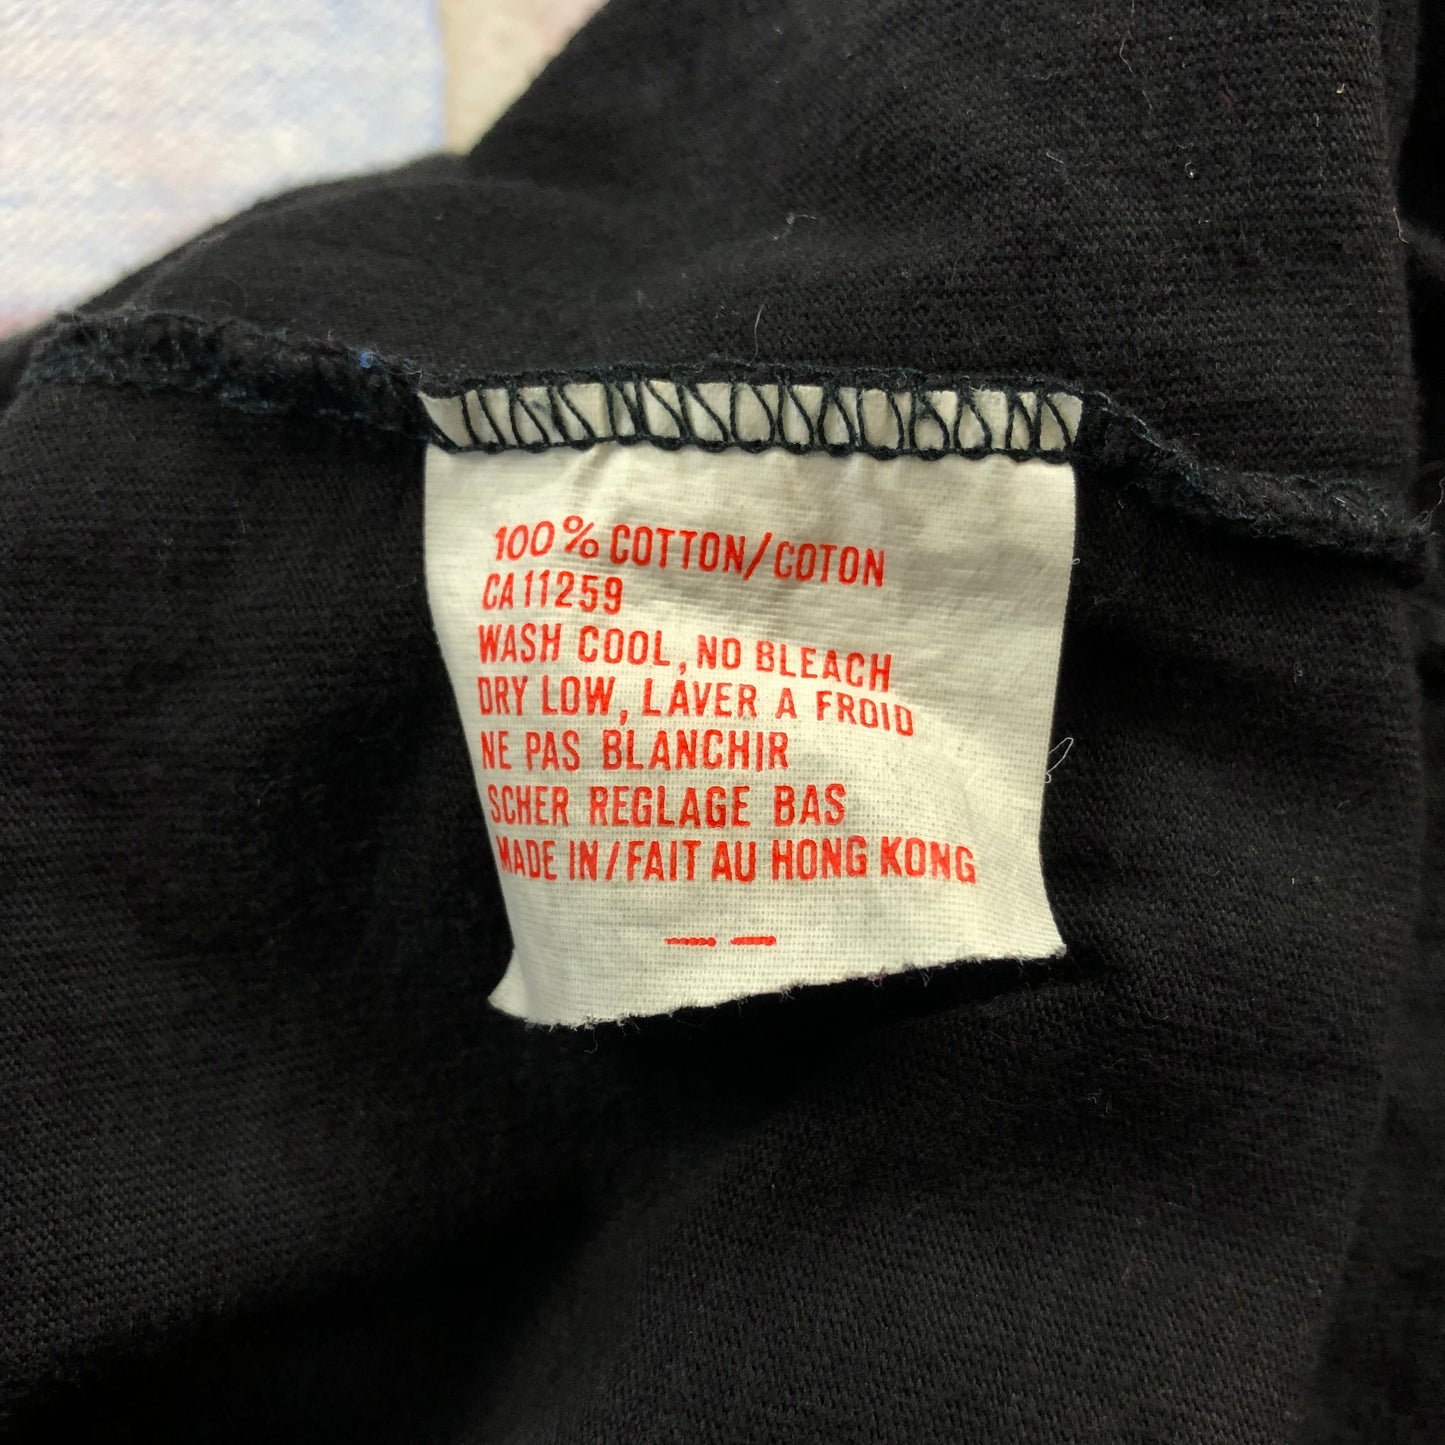 100% COTTON/COTON
CA11259
WASH COOL, NO BLEACH
DRY LOW, LAVER A FROID
NE PAS BLANCHIR
SCHER REGLAGE BAS
MADE IN/FAIT AU HONG KONG